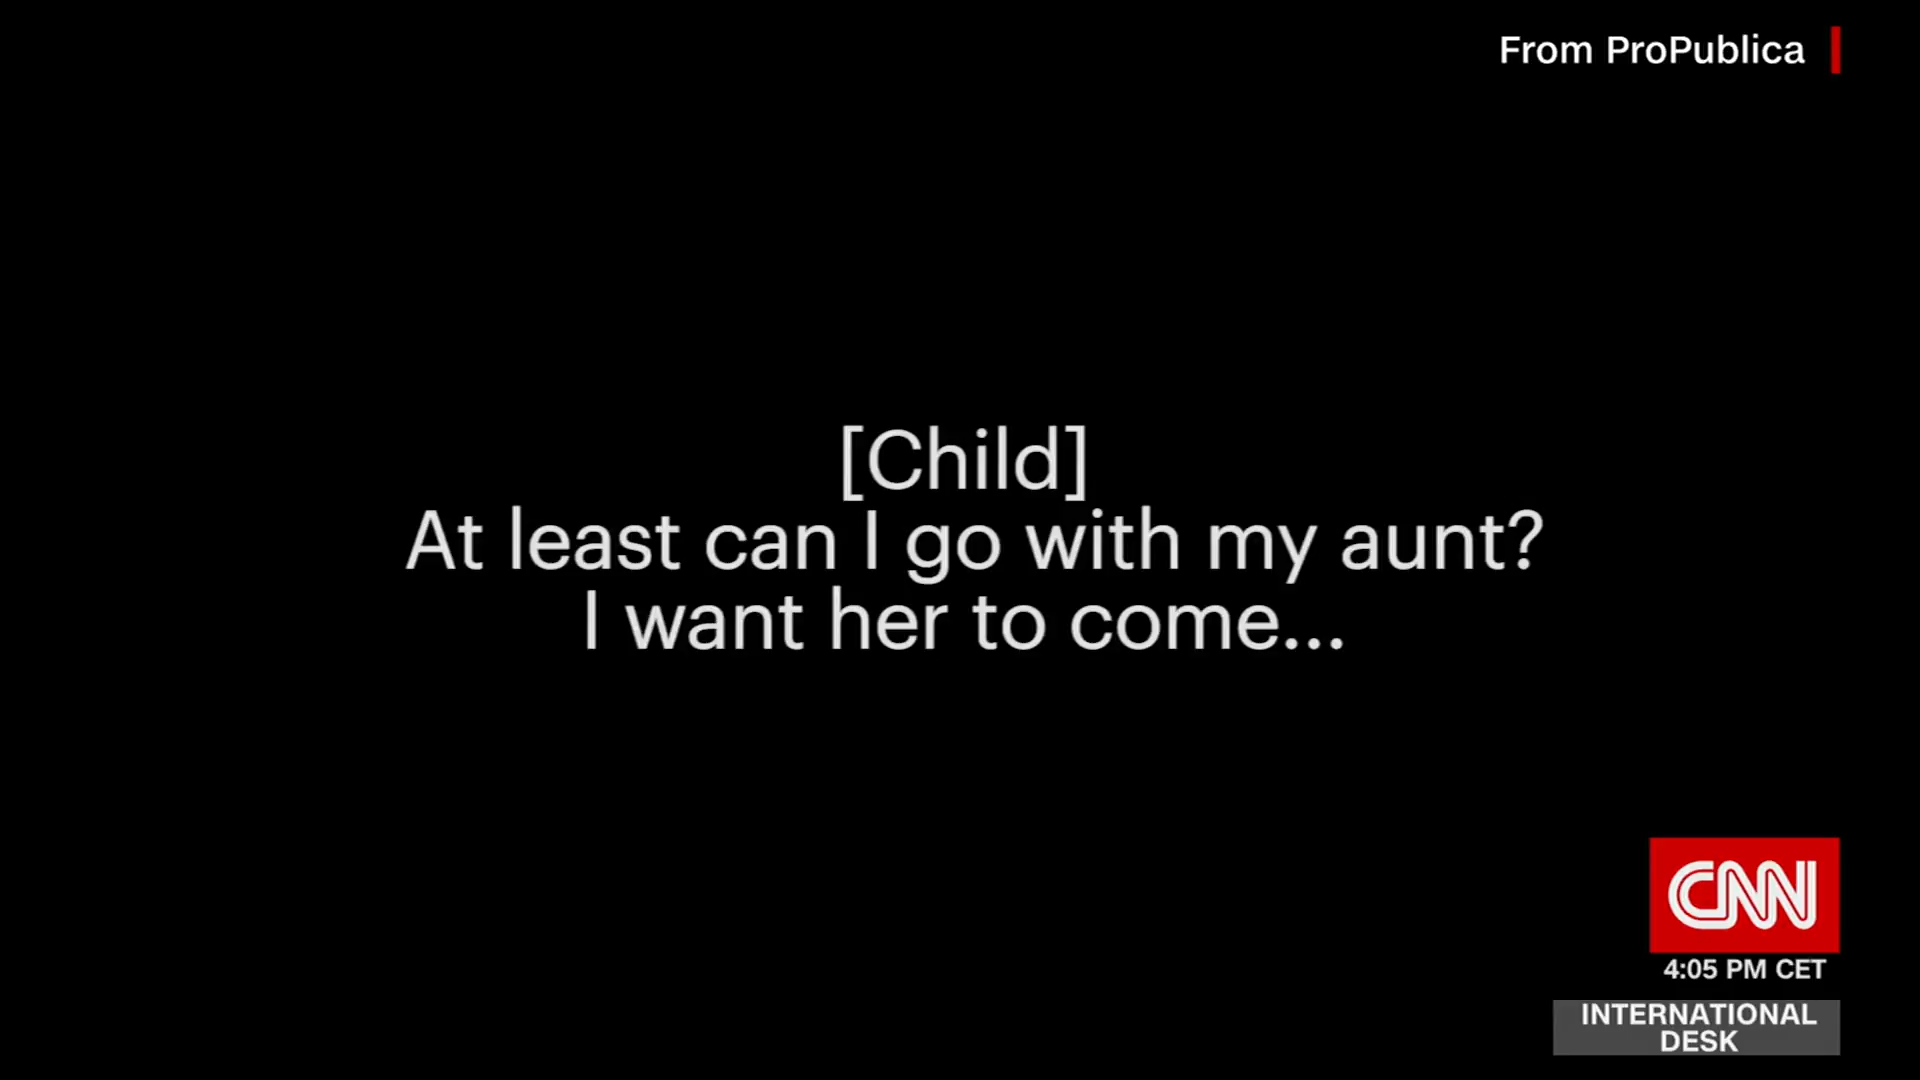 From ProPublica
[Child]
At least can I go with my aunt?
I want her to come...
CNN
4:05 PM CET
INTERNATIONAL
DESK